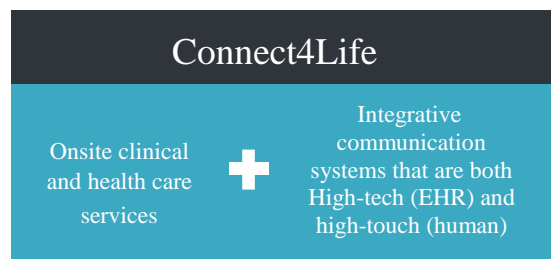 Connect4Life
Onsite clinical
and health care
services
Integrative
communication
systems that are both
High-tech (EHR) and
high-touch (human)